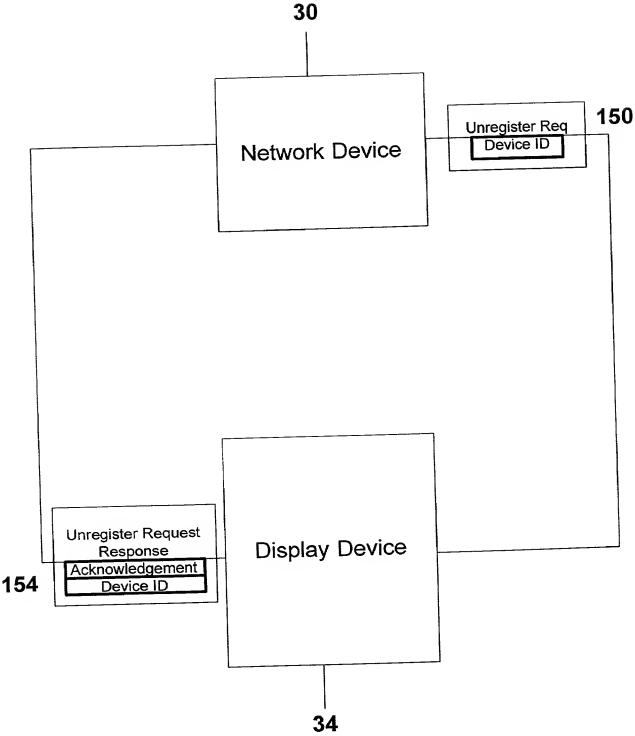 30
150
Unregister Req
Device ID
Network Device
Unregister Request
Response
Acknowledgement
Device ID
154
Display Device
34